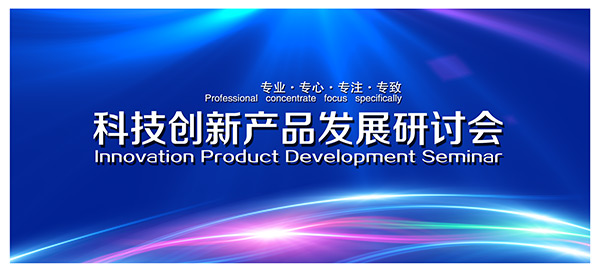 专业·专心·专注·专致
Professional concentrate focus specifically
科技创新产品发展研讨会
Innovation Product Development Seminar